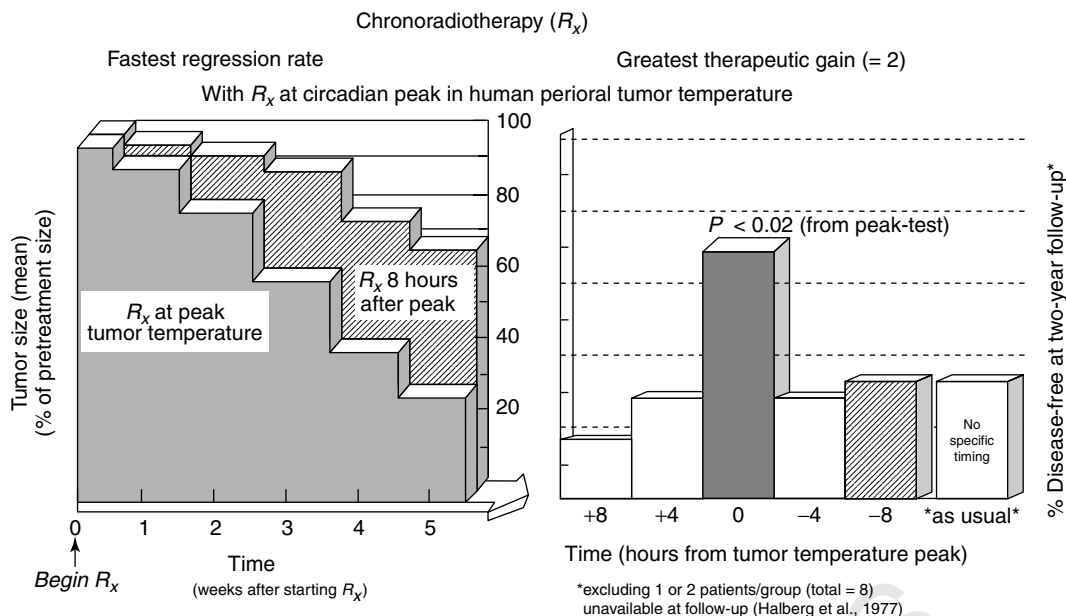 Chronoradiotherapy (Rx)
Fastest regression rate
Greatest therapeutic gain (= 2)
With Rx at circadian peak in human perioral tumor temperature
Tumor size (mean)
(% of pretreatment size)
100
80
60
40
20
Rx at peak
tumor temperature
Rx 8 hours
after peak
0
1
2
3
4
5
Begin Rx
Time
(weeks after starting Rx)
P < 0.02 (from peak-test)
No
specific
timing
+8
+4
0
−4
−8
*as usual*
Time (hours from tumor temperature peak)
% Disease-free at two-year follow-up*
*excluding 1 or 2 patients/group (total = 8)
unavailable at follow-up (Halberg et al., 1977)